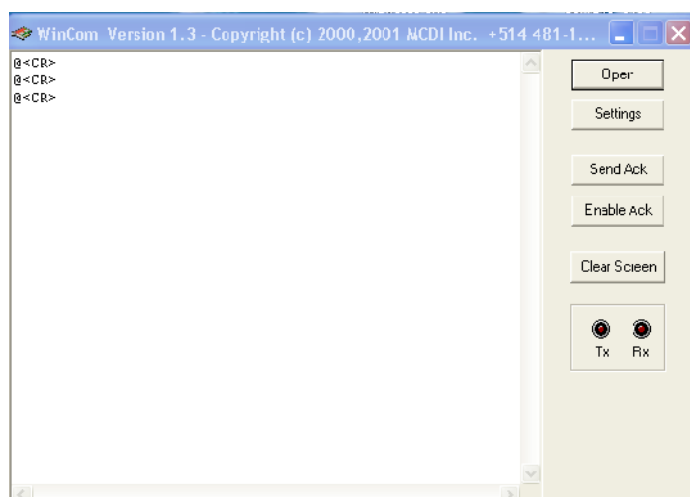 WinCom Version 1.3 - Copyright (c) 2000,2001 MCDI Inc. +514 481-1...
@<CR>
@<CR>
@<CR>
Open
Settings
Send Ack
Enable Ack
Clear Screen
Tx Rx